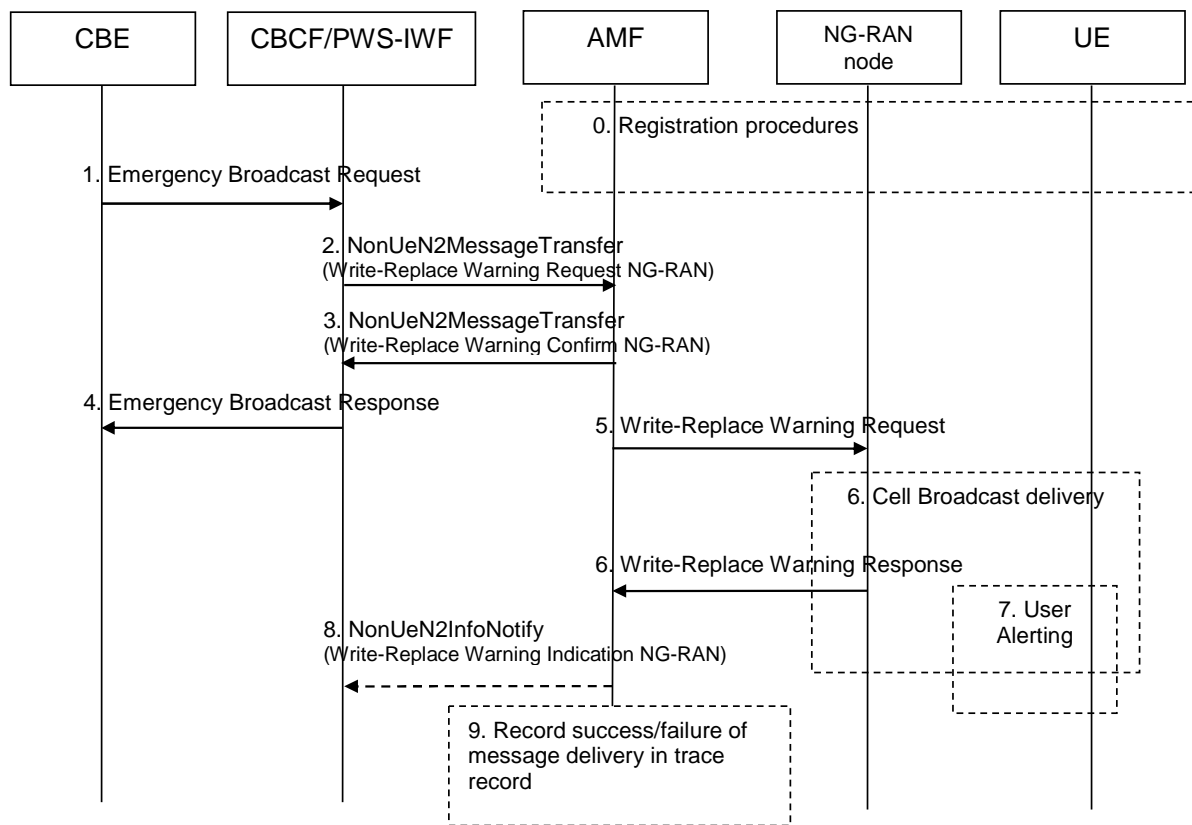 CBE
CBCF/PWS-IWF
AMF
NG-RAN
node
UE
0. Registration procedures
1. Emergency Broadcast Request
2. NonUeN2MessageTransfer
(Write-Replace Warning Request NG-RAN)
3. NonUeN2MessageTransfer
(Write-Replace Warning Confirm NG-RAN)
4. Emergency Broadcast Response
5. Write-Replace Warning Request
6. Cell Broadcast delivery
6. Write-Replace Warning Response
7. User
Alerting
8. NonUeN2InfoNotify
(Write-Replace Warning Indication NG-RAN)
9. Record success/failure of
message delivery in trace
record